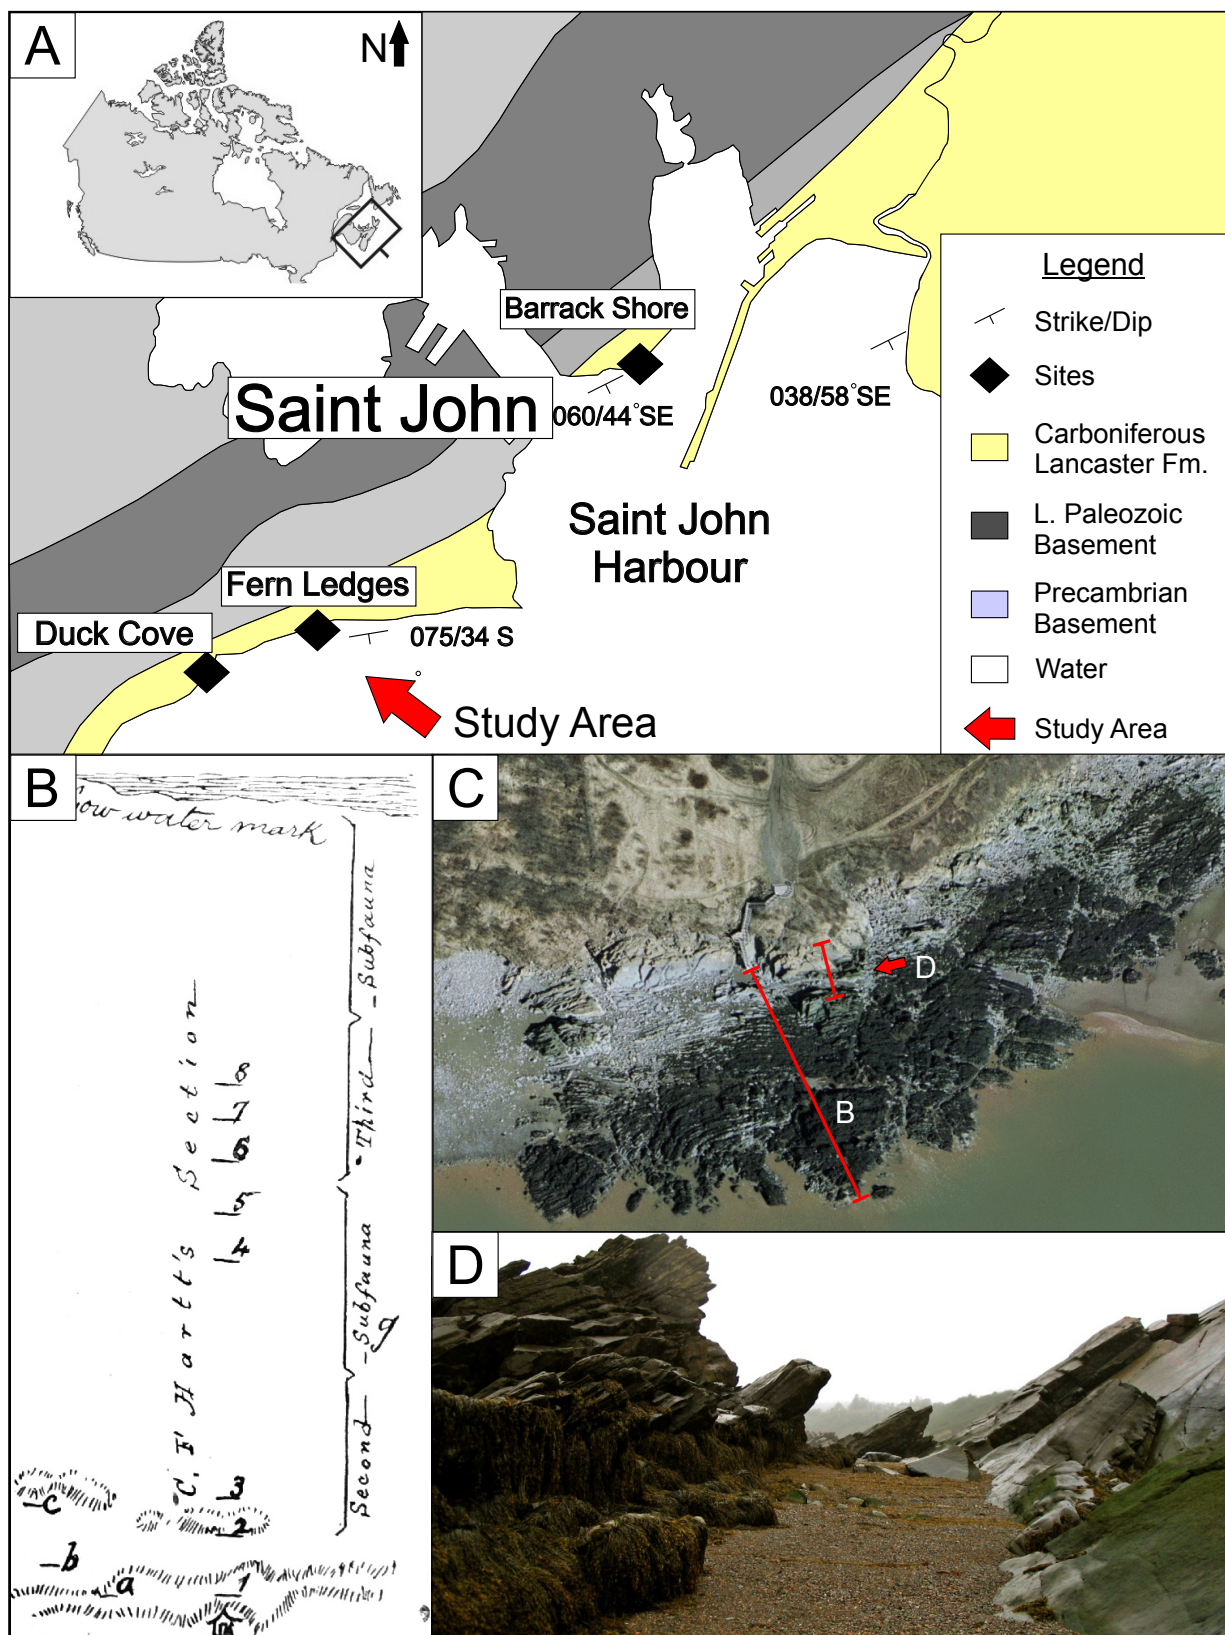 A
N
Barrack Shore
Saint John
060/44°SE
038/58°SE
Saint John
Harbour
Fern Ledges
Duck Cove
075/34 S
°
Study Area
Legend
Strike/Dip
Sites
Carboniferous
Lancaster Fm.
L. Paleozoic
Basement
Precambrian
Basement
Water
Study Area
B
Low water mark
Third Subfauna
C. F. Hartt's Section
8
7
6
5
4
Second Subfauna
3
c
2
b
a
1
C
D
B
D